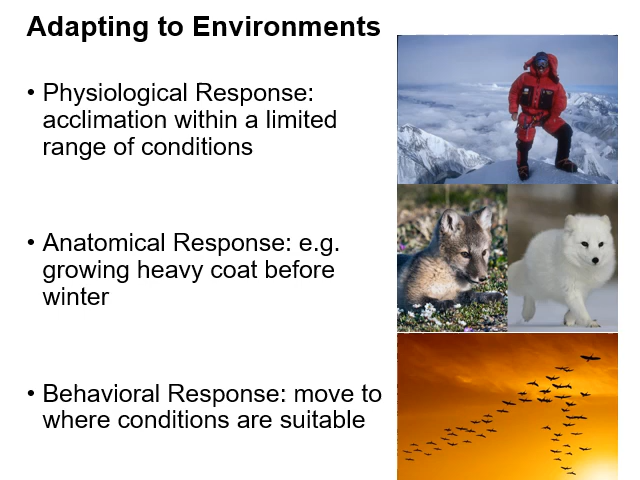 Adapting to Environments
• Physiological Response:
acclimation within a limited
range of conditions
• Anatomical Response: e.g.
growing heavy coat before
winter
• Behavioral Response: move to
where conditions are suitable